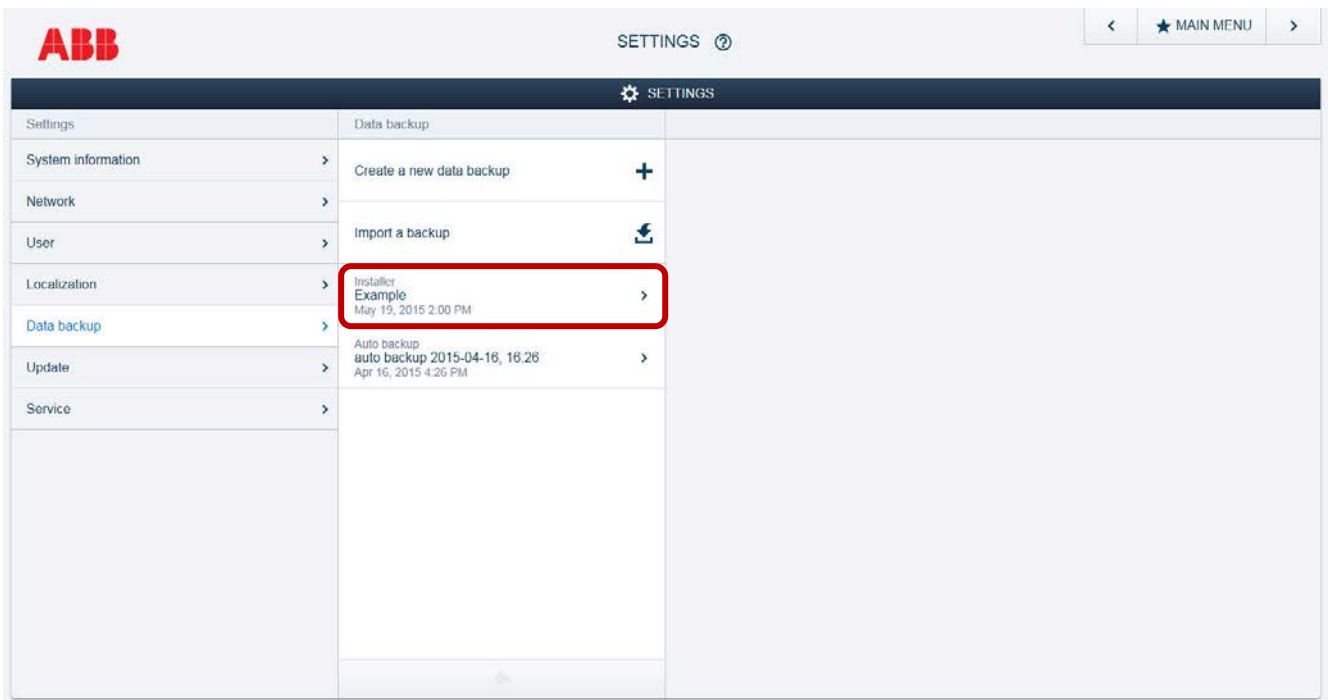 ABB
SETTINGS
MAIN MENU
SETTINGS
Settings
Data backup
System information
Network
User
Localization
Data backup
Update
Service
Create a new data backup
Import a backup
Installer
Example
May 19, 2015 2:00 PM
Auto backup
auto backup 2015-04-16, 16:26
Apr 16, 2015 4:26 PM